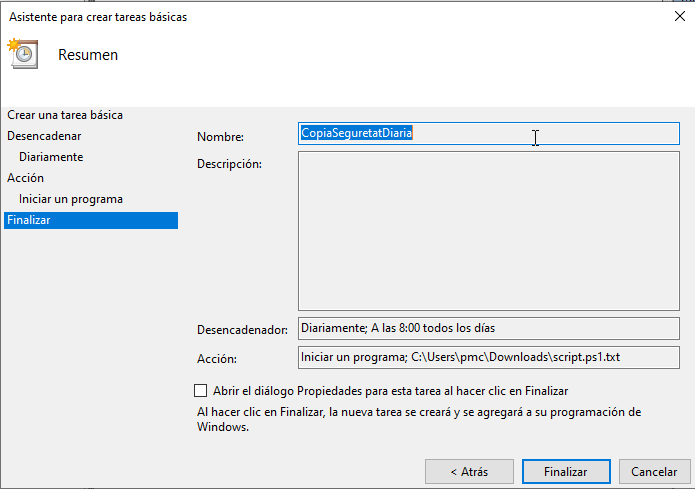 Asistente para crear tareas básicas
Resumen
Crear una tarea básica
Desencadenar
Diariamente
Acción
Iniciar un programa
Finalizar
Nombre: CopiaSeguretatDiaria
Descripción:
Desencadenador: Diariamente; A las 8:00 todos los días
Acción: Iniciar un programa; C:\Users\pmc\Downloads\script.ps1.txt
Abrir el diálogo Propiedades para esta tarea al hacer clic en Finalizar
Al hacer clic en Finalizar, la nueva tarea se creará y se agregará a su programación de
Windows.
< Atrás Finalizar Cancelar